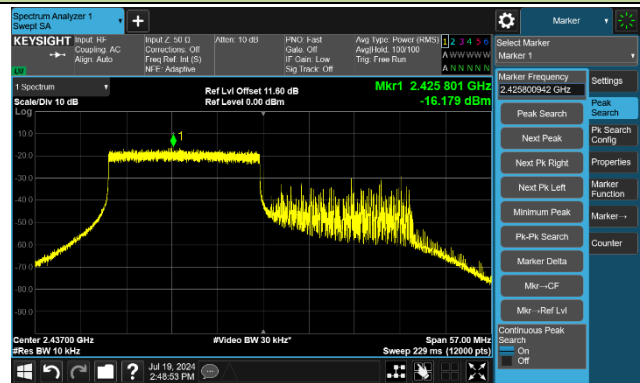 Spectrum Analyzer 1
Swept SA
Marker
KEYSIGHT
Input: RF
Coupling: AC
Align: Auto
Input Z: 50 Ω
Corrections: Off
Freq Ref: Int (S)
NFE: Adaptive
Atten: 10 dB
PNO: Fast
Gate: Off
IF Gain: Low
Sig Track: Off
Avg Type: Power (RMS)
Avg|Hold: 100/100
Trig: Free Run
1 2 3 4 5 6
A W W W W W
A N N N N N
Select Marker
Marker 1
1 Spectrum
Scale/Div 10 dB
Log
Ref Lvl Offset 11.60 dB
Ref Level 0.00 dBm
Mkr1 2.425 801 GHz
-16.179 dBm
Marker Frequency
2.425800942 GHz
Settings
Peak Search
Next Peak
Next Pk Right
Next Pk Left
Minimum Peak
Pk-Pk Search
Marker Delta
Mkr→CF
Mkr→Ref Lvl
Continuous Peak
Search
On
Off
Peak
Search
Pk Search
Config
Properties
Marker
Function
Marker→
Counter
1
10.0
-10.0
-20.0
-30.0
-40.0
-50.0
-60.0
-70.0
-80.0
-90.0
Center 2.43700 GHz
#Res BW 10 kHz
#Video BW 30 kHz*
Span 57.00 MHz
Sweep 229 ms (12000 pts)
?
Jul 19, 2024
2:48:53 PM